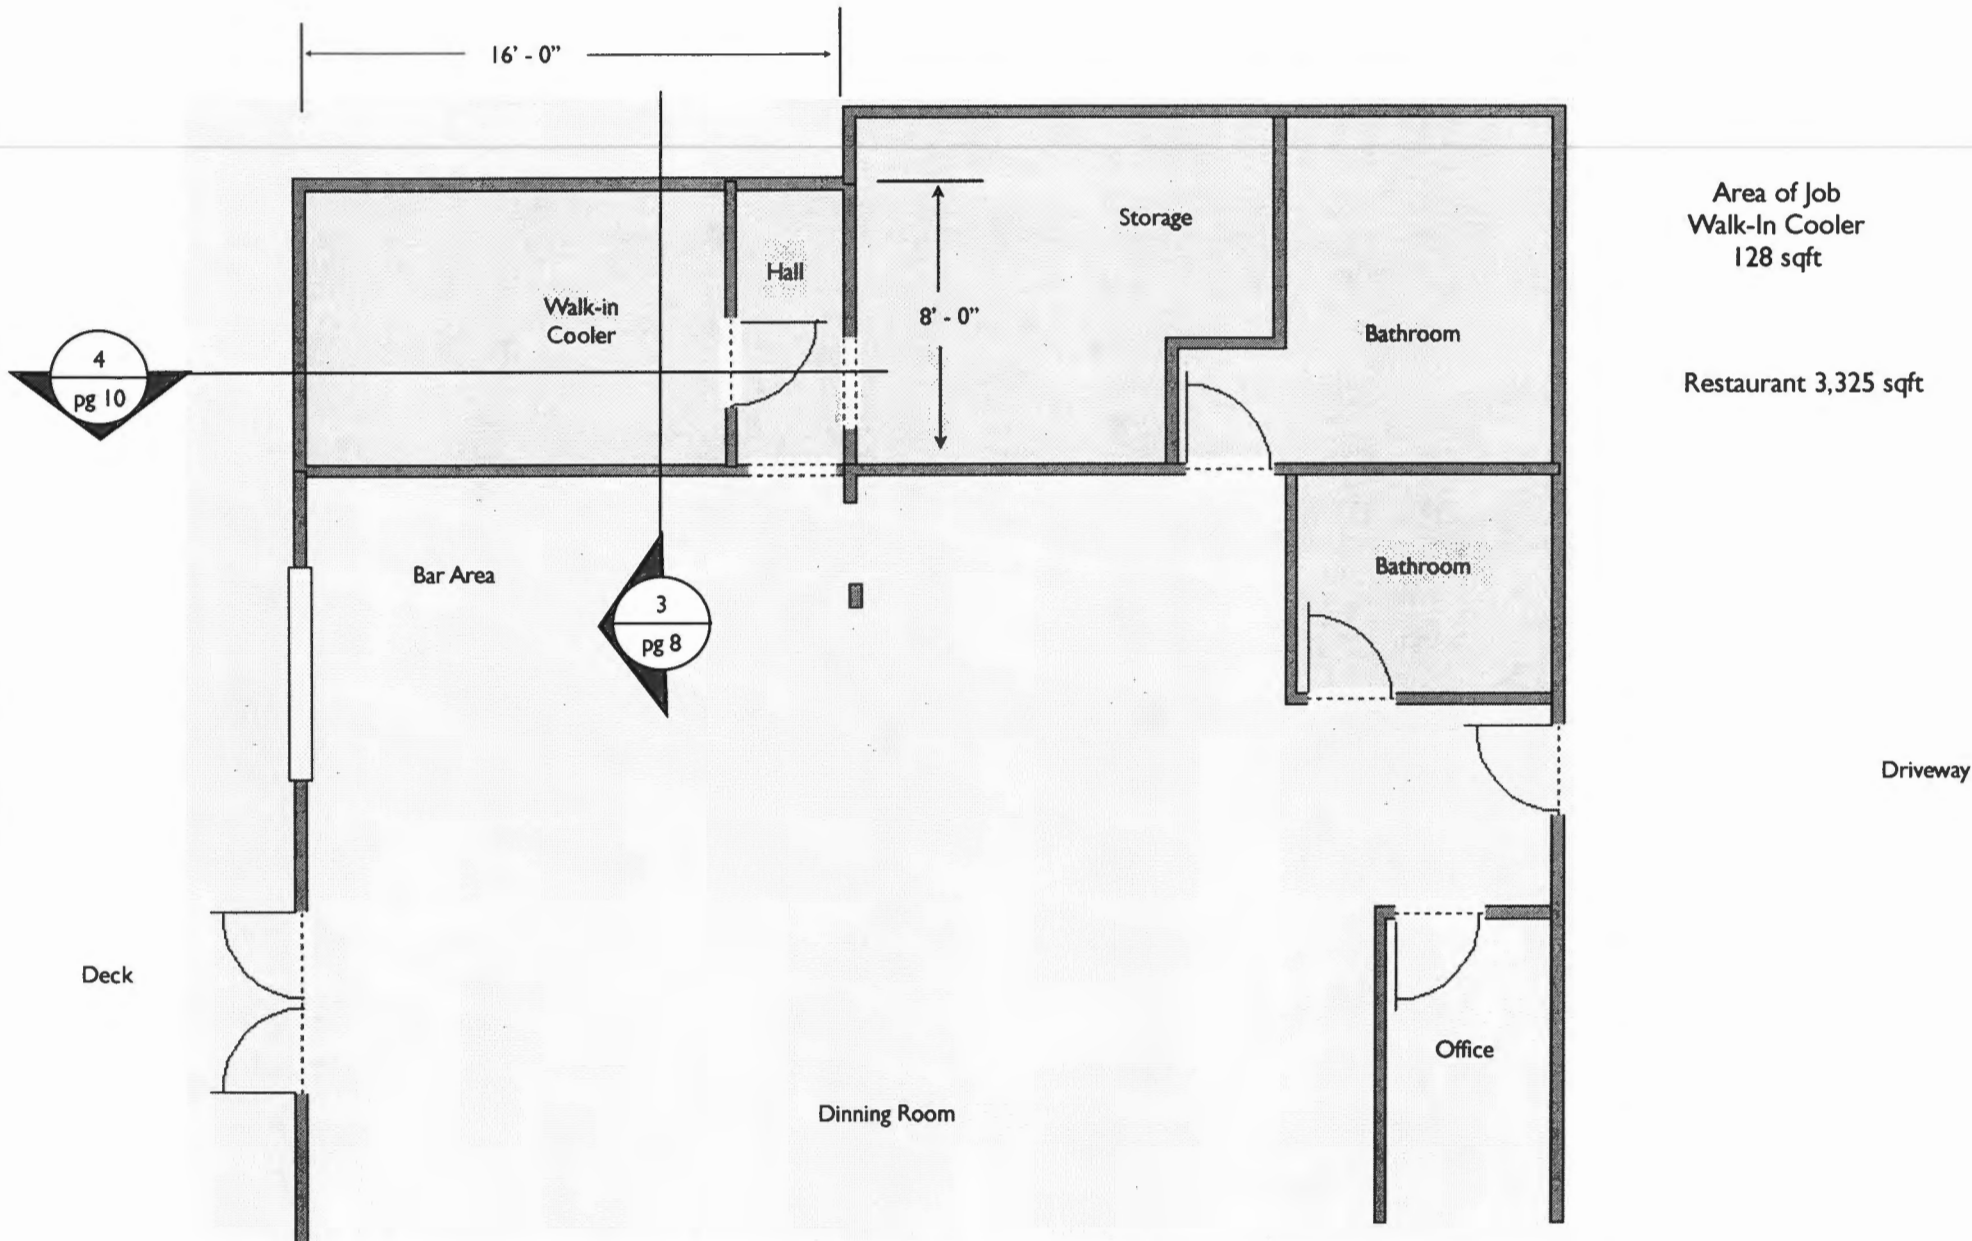 16' - 0"
Storage
Area of Job
Walk-In Cooler
128 sqft
Hall
Walk-in
Cooler
8' - 0"
Bathroom
4
pg 10
Restaurant 3,325 sqft
Bar Area
Bathroom
3
pg 8
Driveway
Deck
Office
Dinning Room